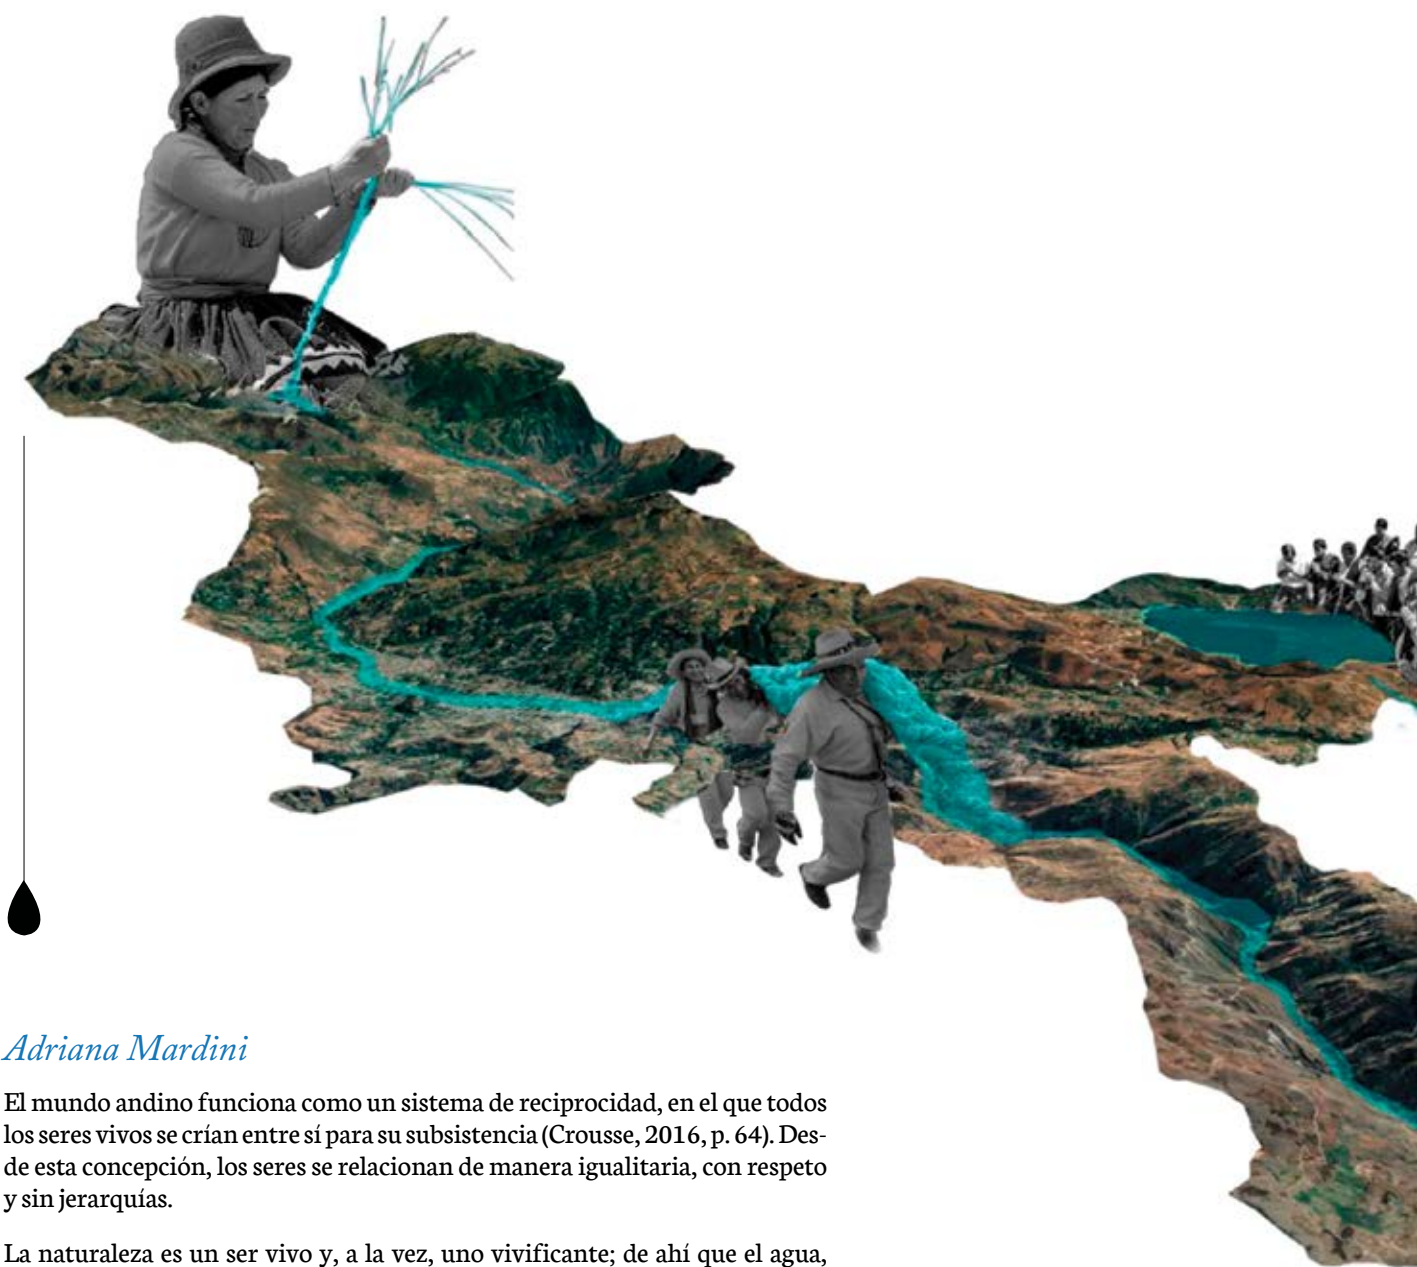 Adriana Mardini
El mundo andino funciona como un sistema de reciprocidad, en el que todos
los seres vivos se crían entre sí para su subsistencia (Crousse, 2016, p. 64). Des-
de esta concepción, los seres se relacionan de manera igualitaria, con respeto
y sin jerarquías.
La naturaleza es un ser vivo y, a la vez, uno vivificante; de ahí que el agua,